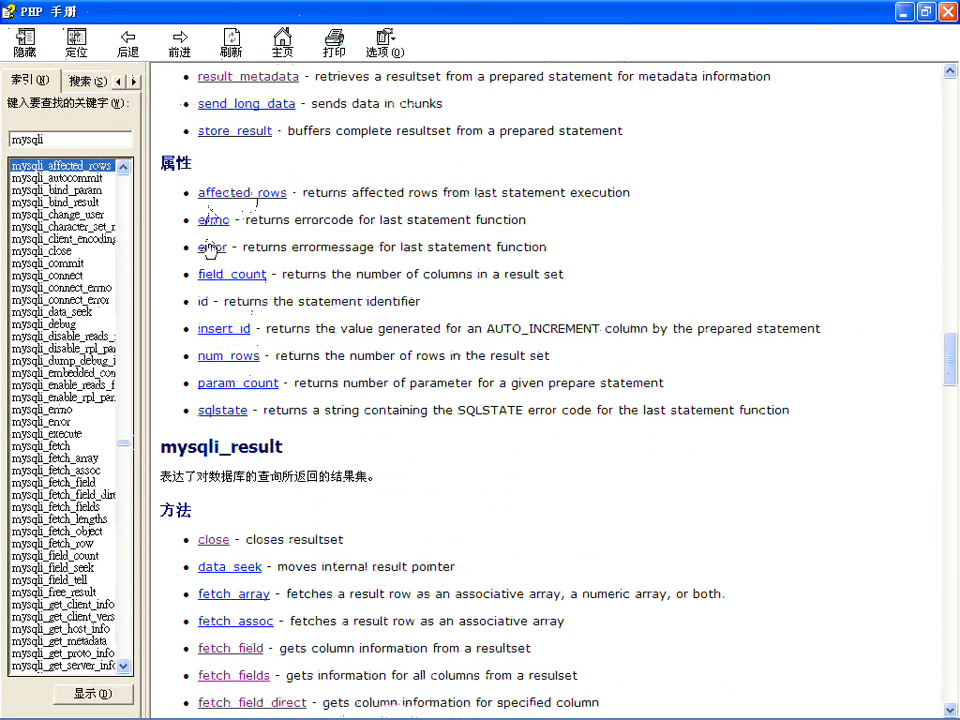 PHP 手册
隐藏 定位 后退 前进 刷新 主页 打印 选项(O)
索引(N) 搜索(S)
键入要查找的关键字(W):
mysqli
mysqli_affected_rows
mysqli_autocommit
mysqli_bind_param
mysqli_bind_result
mysqli_change_user
mysqli_character_set_n
mysqli_client_encoding
mysqli_close
mysqli_commit
mysqli_connect
mysqli_connect_errno
mysqli_connect_error
mysqli_data_seek
mysqli_debug
mysqli_disable_reads_
mysqli_disable_rpl_pa
mysqli_dump_debug_i
mysqli_embedded_con
mysqli_enable_reads_f
mysqli_enable_rpl_par
mysqli_errno
mysqli_error
mysqli_execute
mysqli_fetch
mysqli_fetch_array
mysqli_fetch_assoc
mysqli_fetch_field
mysqli_fetch_field_dire
mysqli_fetch_fields
mysqli_fetch_lengths
mysqli_fetch_object
mysqli_fetch_row
mysqli_field_count
mysqli_field_seek
mysqli_field_tell
mysqli_free_result
mysqli_get_client_info
mysqli_get_client_vers
mysqli_get_host_info
mysqli_get_metadata
mysqli_get_proto_info
mysqli_get_server_info
显示(D)
result_metadata - retrieves a resultset from a prepared statement for metadata information
send_long_data - sends data in chunks
store_result - buffers complete resultset from a prepared statement
属性
affected_rows - returns affected rows from last statement execution
errno - returns errorcode for last statement function
error - returns errormessage for last statement function
field_count - returns the number of columns in a result set
id - returns the statement identifier
insert_id - returns the value generated for an AUTO_INCREMENT column by the prepared statement
num_rows - returns the number of rows in the result set
param_count - returns number of parameter for a given prepare statement
sqlstate - returns a string containing the SQLSTATE error code for the last statement function
mysqli_result
表达了对数据库的查询所返回的结果集。
方法
close - closes resultset
data_seek - moves internal result pointer
fetch_array - fetches a result row as an associative array, a numeric array, or both.
fetch_assoc - fetches a result row as an associative array
fetch_field - gets column information from a resultset
fetch_fields - gets information for all columns from a resulset
fetch_field_direct - gets column information for specified column